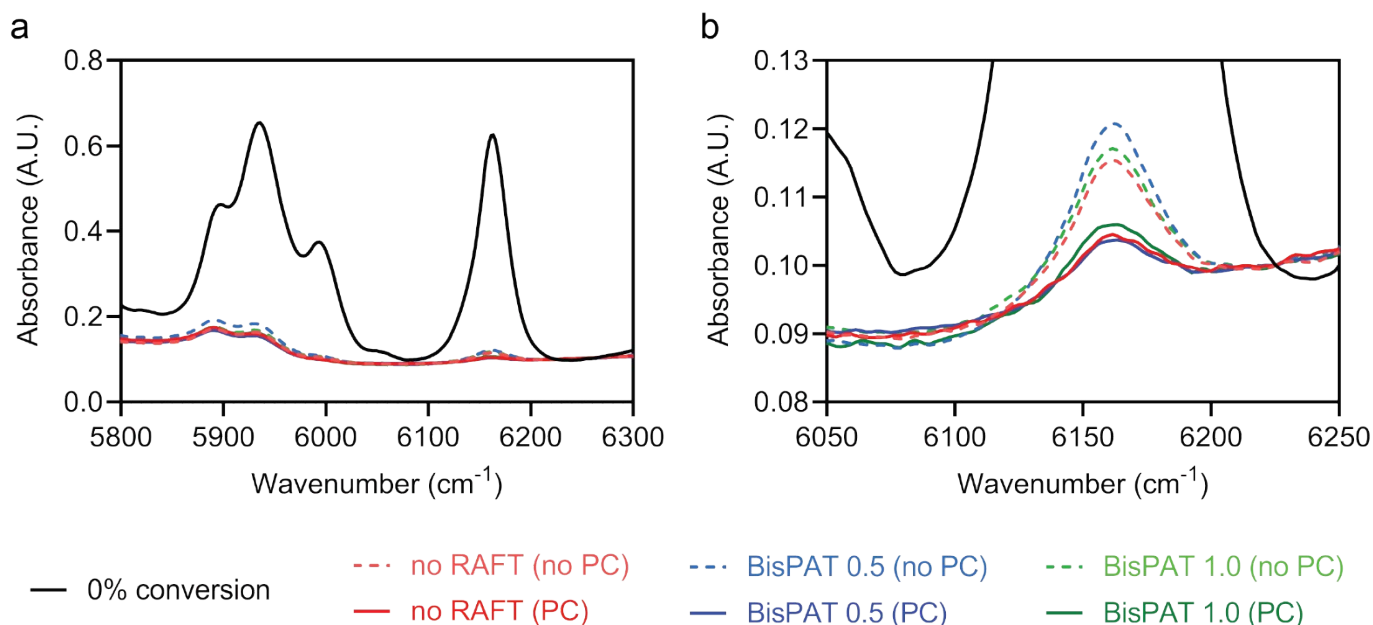 a
b
0.8
0.6
0.4
0.2
0.0
Absorbance (A.U.)
5800 5900 6000 6100 6200 6300
Wavenumber (cm⁻¹)
0.13
0.12
0.11
0.10
0.09
0.08
Absorbance (A.U.)
6050 6100 6150 6200 6250
Wavenumber (cm⁻¹)
0% conversion
no RAFT (no PC)
no RAFT (PC)
BisPAT 0.5 (no PC)
BisPAT 0.5 (PC)
BisPAT 1.0 (no PC)
BisPAT 1.0 (PC)